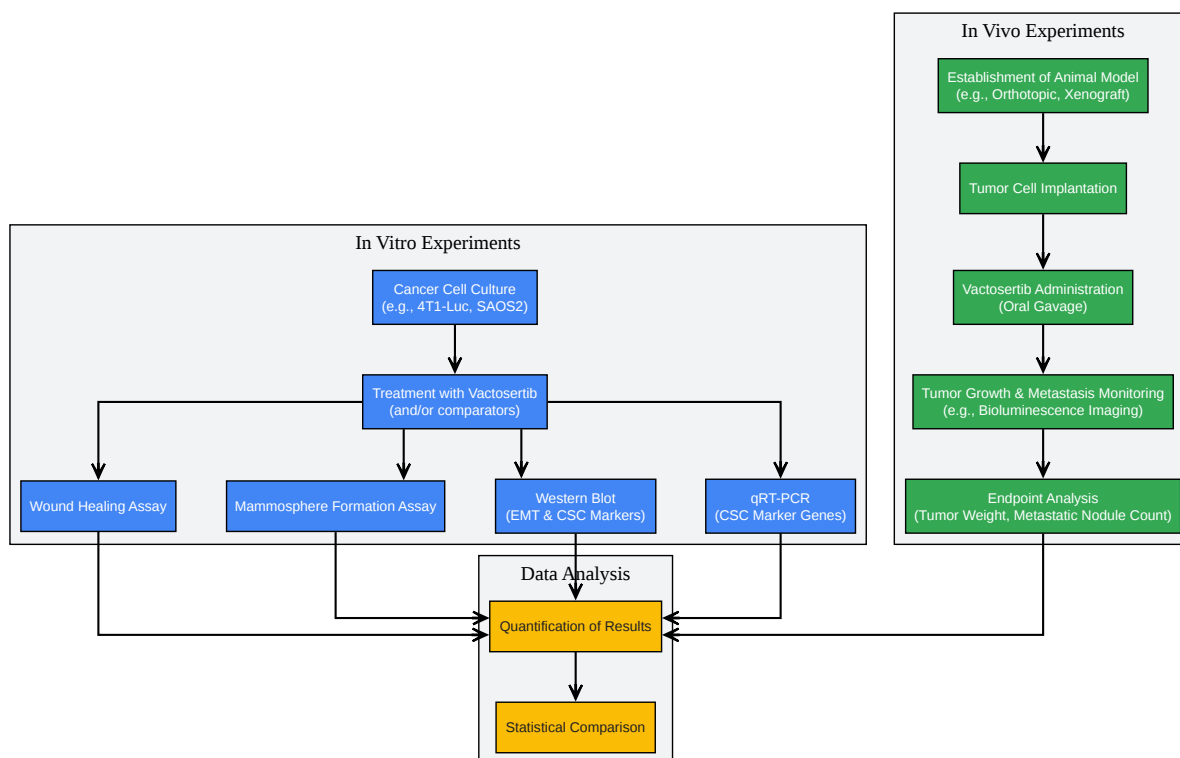 In Vivo Experiments
Establishment of Animal Model
(e.g., Orthotopic, Xenograft)
Tumor Cell Implantation
Vactosertib Administration
(Oral Gavage)
Tumor Growth & Metastasis Monitoring
(e.g., Bioluminescence Imaging)
Endpoint Analysis
(Tumor Weight, Metastatic Nodule Count)
In Vitro Experiments
Cancer Cell Culture
(e.g., 4T1-Luc, SAOS2)
Treatment with Vactosertib
(and/or comparators)
Wound Healing Assay
Mammosphere Formation Assay
Western Blot
(EMT & CSC Markers)
qRT-PCR
(CSC Marker Genes)
Data Analysis
Quantification of Results
Statistical Comparison